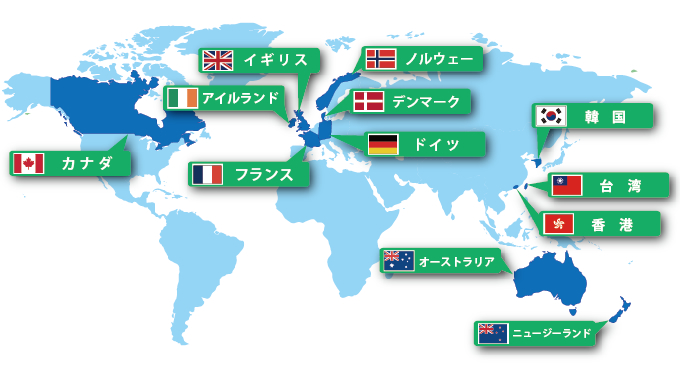 イギリス
ノルウェー
アイルランド
デンマーク
韓国
ドイツ
カナダ
フランス
台湾
香港
オーストラリア
ニュージーランド